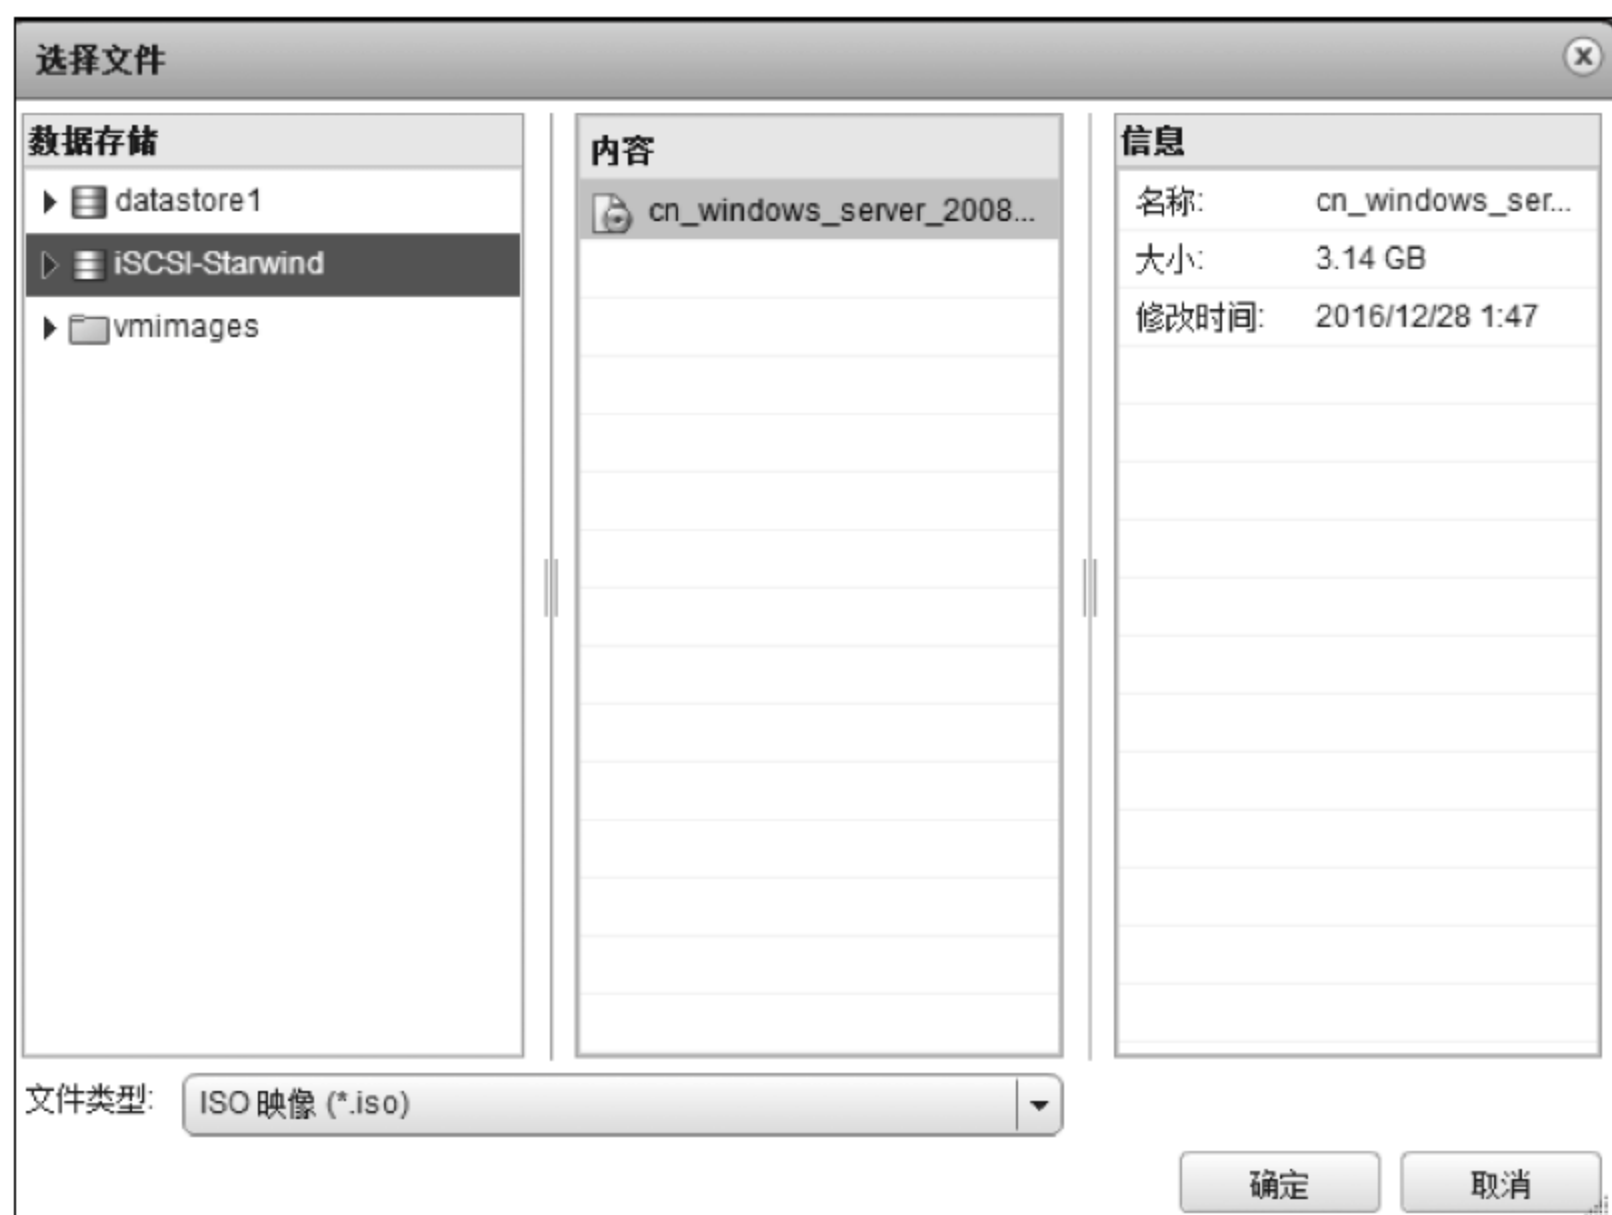 选择文件
数据存储
datastore1
iSCSI-Starwind
vmimages
内容
cn_windows_server_2008...
信息
名称: cn_windows_ser...
大小: 3.14 GB
修改时间: 2016/12/28 1:47
文件类型: ISO 映像 (*.iso)
确定 取消